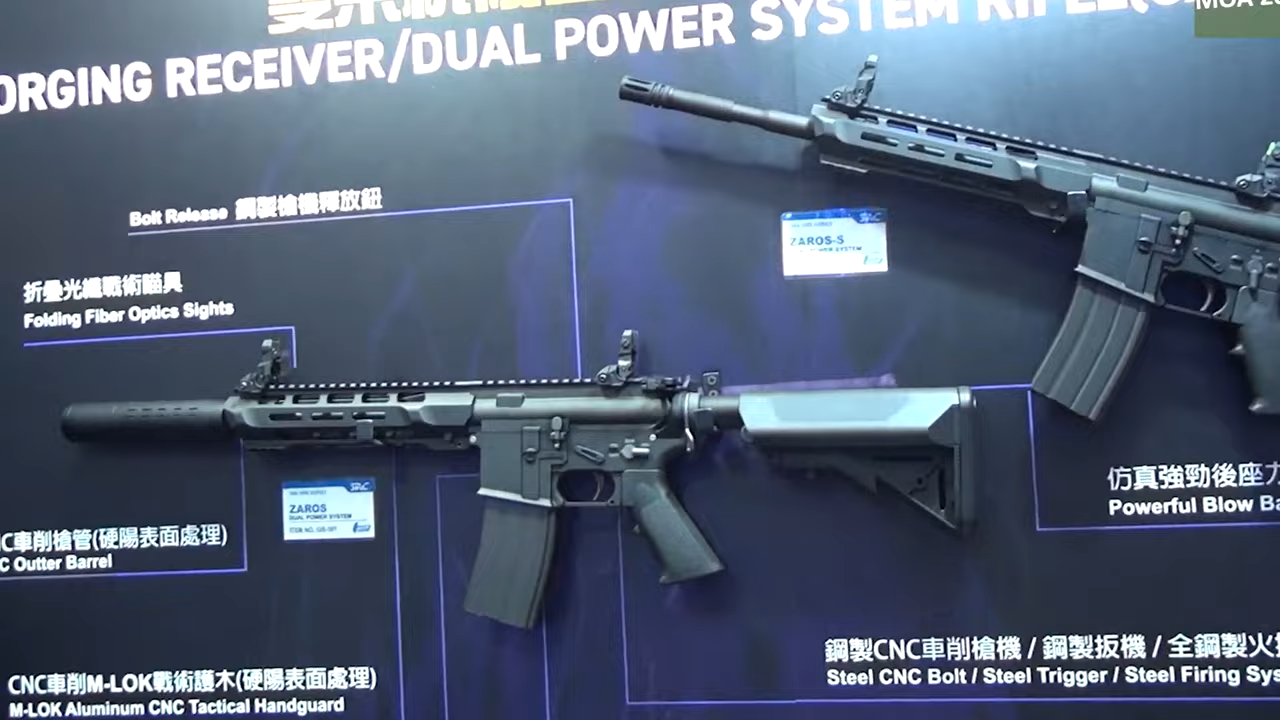 ORGING RECEIVER/DUAL POWER SYSTEM
MOA
Bolt Release 鋼製槍機釋放鈕
折疊光纖戰術瞄具
Folding Fiber Optics Sights
SRC
ZAROS-S
SRC
ZAROS
DUAL POWER SYSTEM
仿真強勁後座力
Powerful Blow Ba
C車削槍管(硬陽表面處理)
C Outter Barrel
鋼製CNC車削槍機 / 鋼製扳機 / 全鋼製火
Steel CNC Bolt / Steel Trigger / Steel Firing Sys
CNC車削M-LOK戰術護木(硬陽表面處理)
M-LOK Aluminum CNC Tactical Handguard